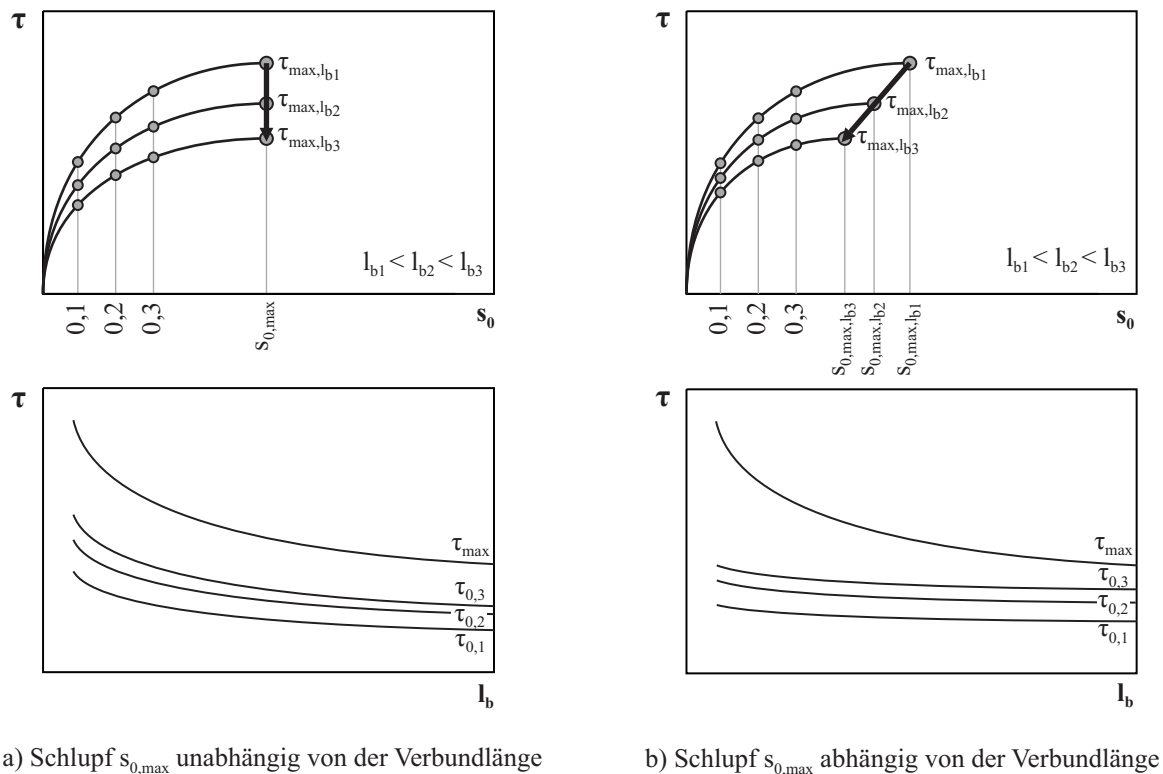 τ
τmax,lb1
τmax,lb2
τmax,lb3
lb1 < lb2 < lb3
0,1
0,2
0,3
s0,max
s0
τ
τmax,lb1
τmax,lb2
τmax,lb3
lb1 < lb2 < lb3
0,1
0,2
0,3
s0,max,lb3
s0,max,lb2
s0,max,lb1
s0
τ
τmax
τ0,3
τ0,2
τ0,1
lb
τ
τmax
τ0,3
τ0,2
τ0,1
lb
a) Schlupf s0,max unabhängig von der Verbundlänge
b) Schlupf s0,max abhängig von der Verbundlänge